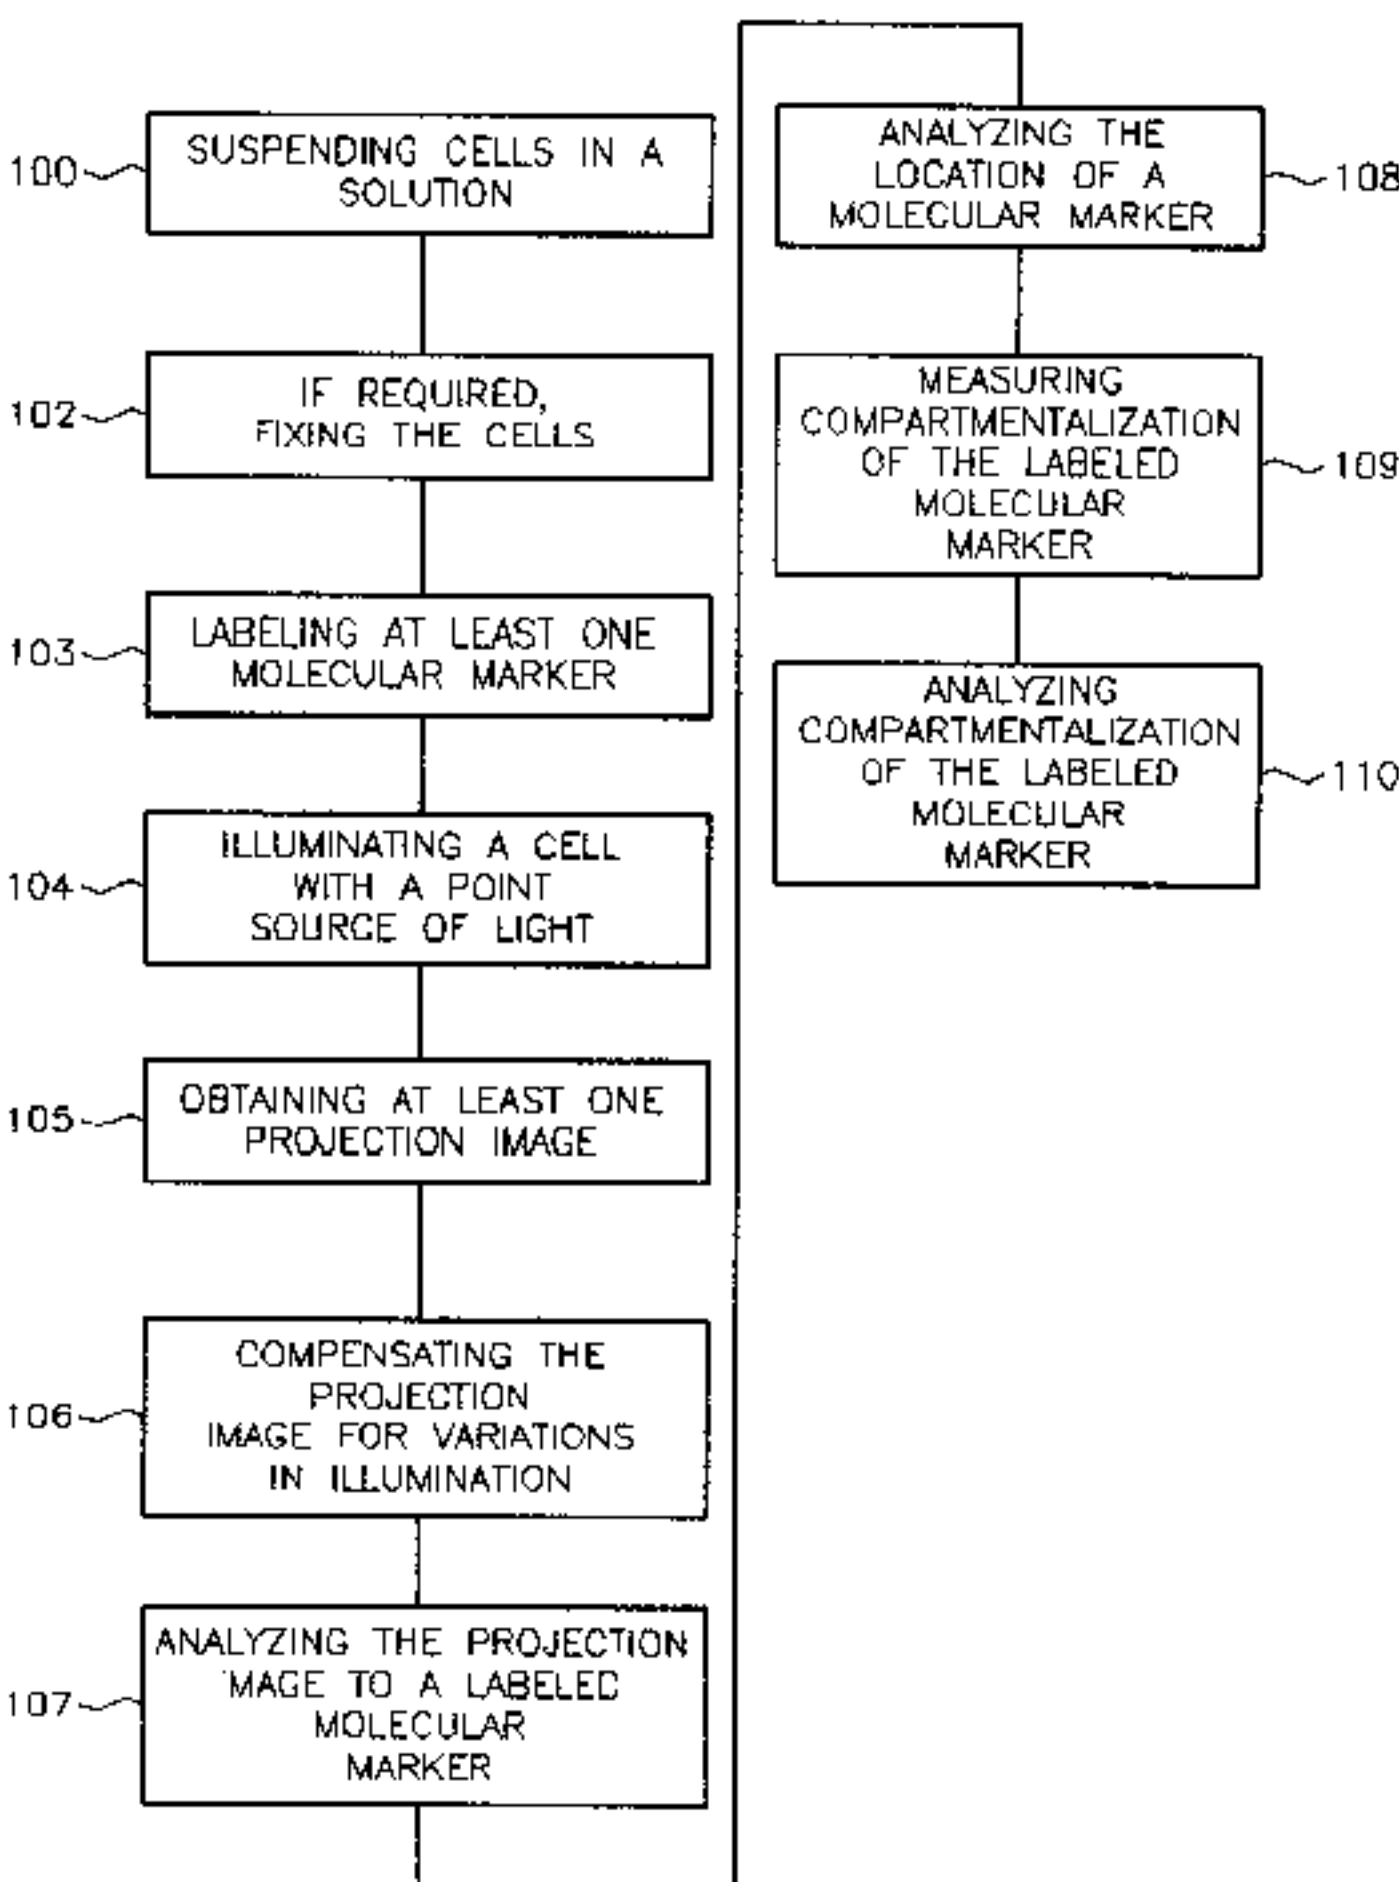 100
SUSPENDING CELLS IN A
SOLUTION
102
IF REQUIRED,
FIXING THE CELLS
103
LABELING AT LEAST ONE
MOLECULAR MARKER
104
ILLUMINATING A CELL
WITH A POINT
SOURCE OF LIGHT
105
OBTAINING AT LEAST ONE
PROJECTION IMAGE
106
COMPENSATING THE
PROJECTION
IMAGE FOR VARIATIONS
IN ILLUMINATION
107
ANALYZING THE PROJECTION
IMAGE TO A LABELED
MOLECULAR
MARKER
ANALYZING THE
LOCATION OF A
MOLECULAR MARKER
108
MEASURING
COMPARTMENTALIZATION
OF THE LABELED
MOLECULAR
MARKER
109
ANALYZING
COMPARTMENTALIZATION
OF THE LABELED
MOLECULAR
MARKER
110